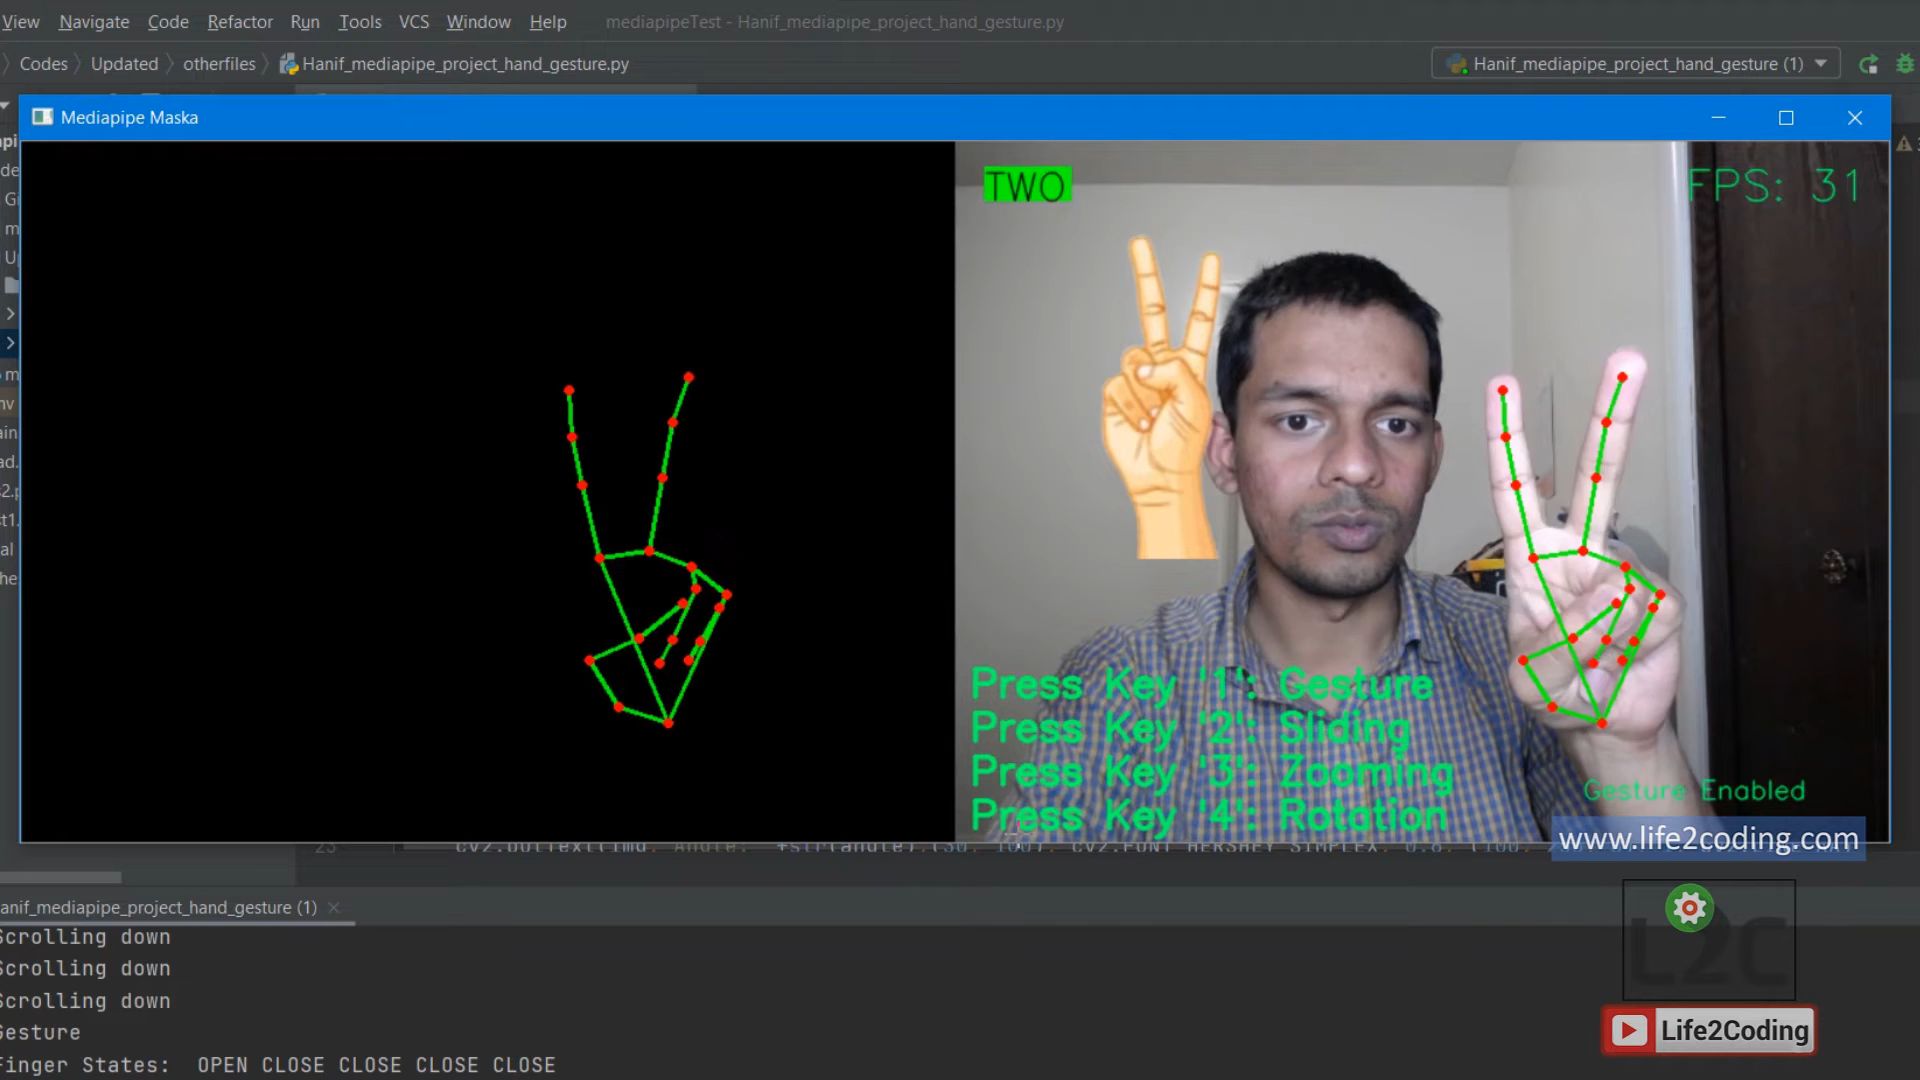 View Navigate Code Refactor Run Tools VCS Window Help mediapipeTest - Hanif_mediapipe_project_hand_gesture.py
Codes Updated otherfiles Hanif_mediapipe_project_hand_gesture.py Hanif_mediapipe_project_hand_gesture (1)
Mediapipe Maska
TWO
FPS: 31
Press Key '1': Gesture
Press Key '2': Sliding
Press Key '3': Zooming
Press Key '4': Rotation
Gesture Enabled
www.life2coding.com
anif_mediapipe_project_hand_gesture (1)
L2C
Scrolling down
Scrolling down
Scrolling down
Gesture
Life2Coding
Finger States: OPEN CLOSE CLOSE CLOSE CLOSE